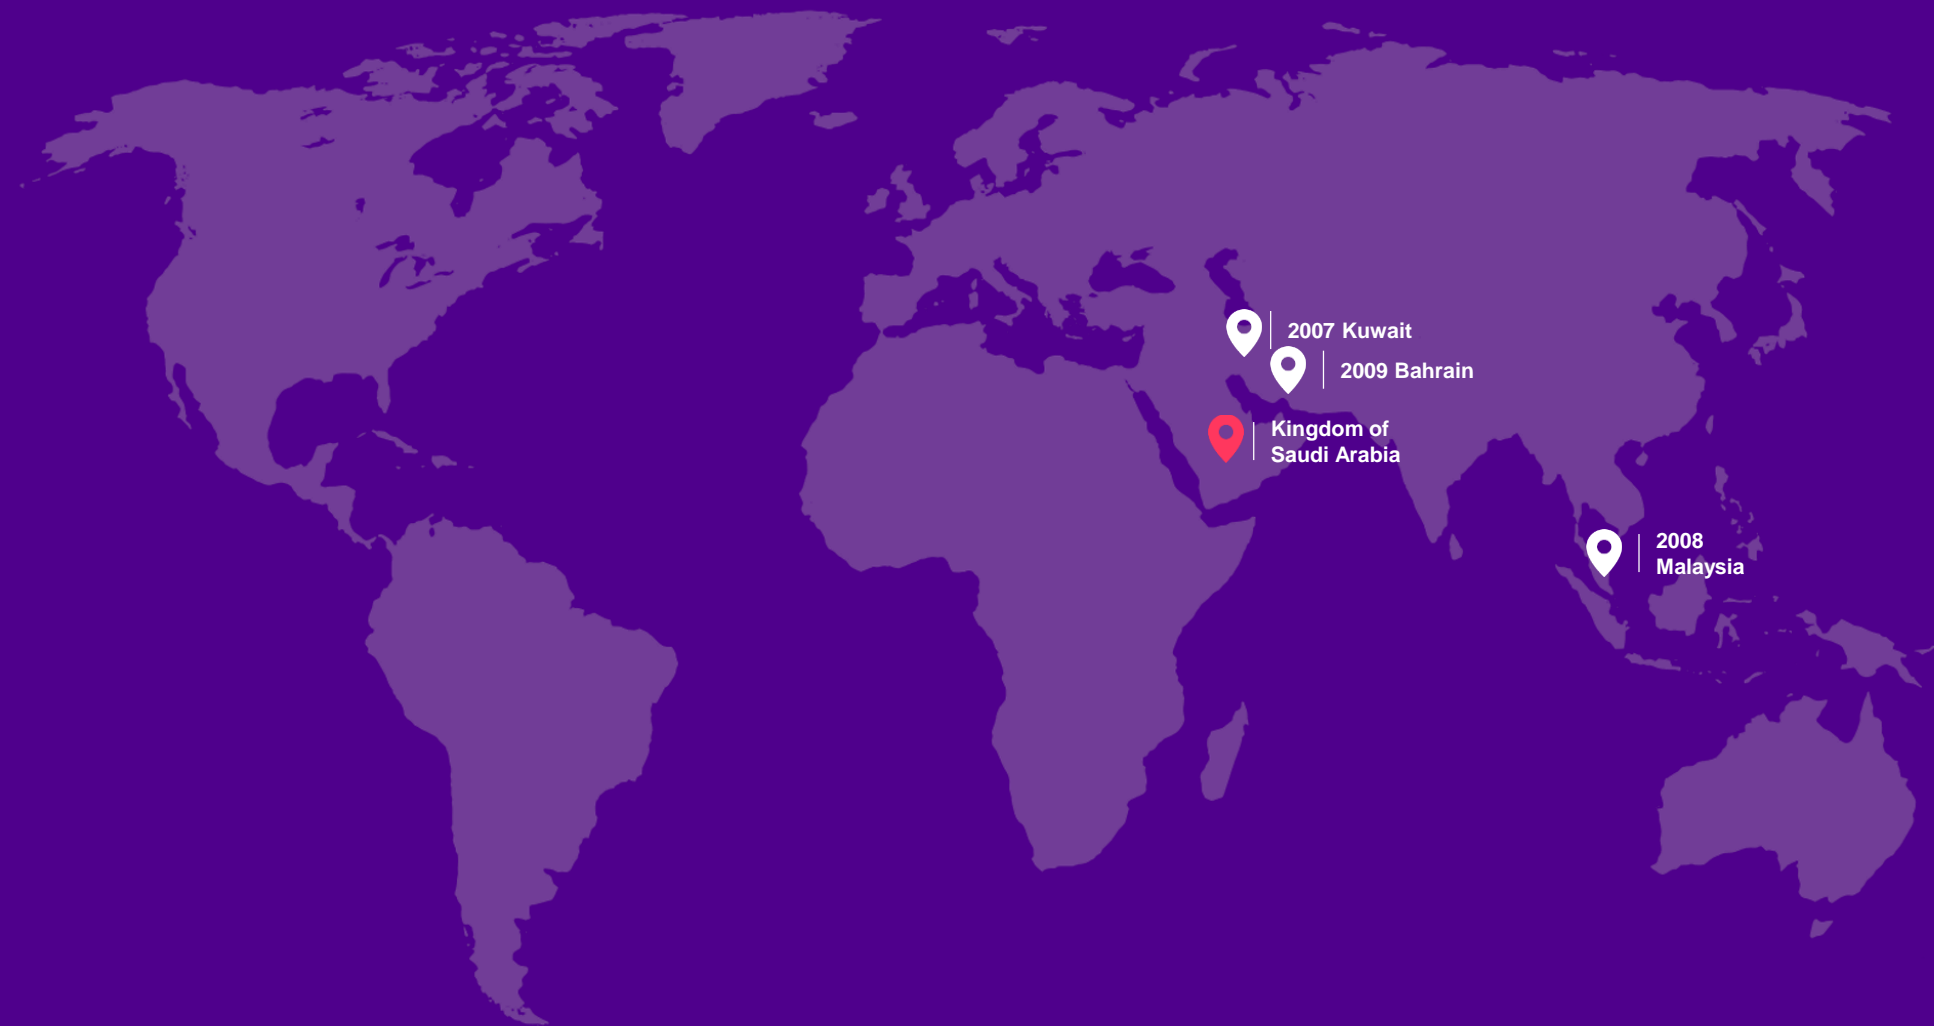 2007 Kuwait
2009 Bahrain
Kingdom of
Saudi Arabia
2008
Malaysia